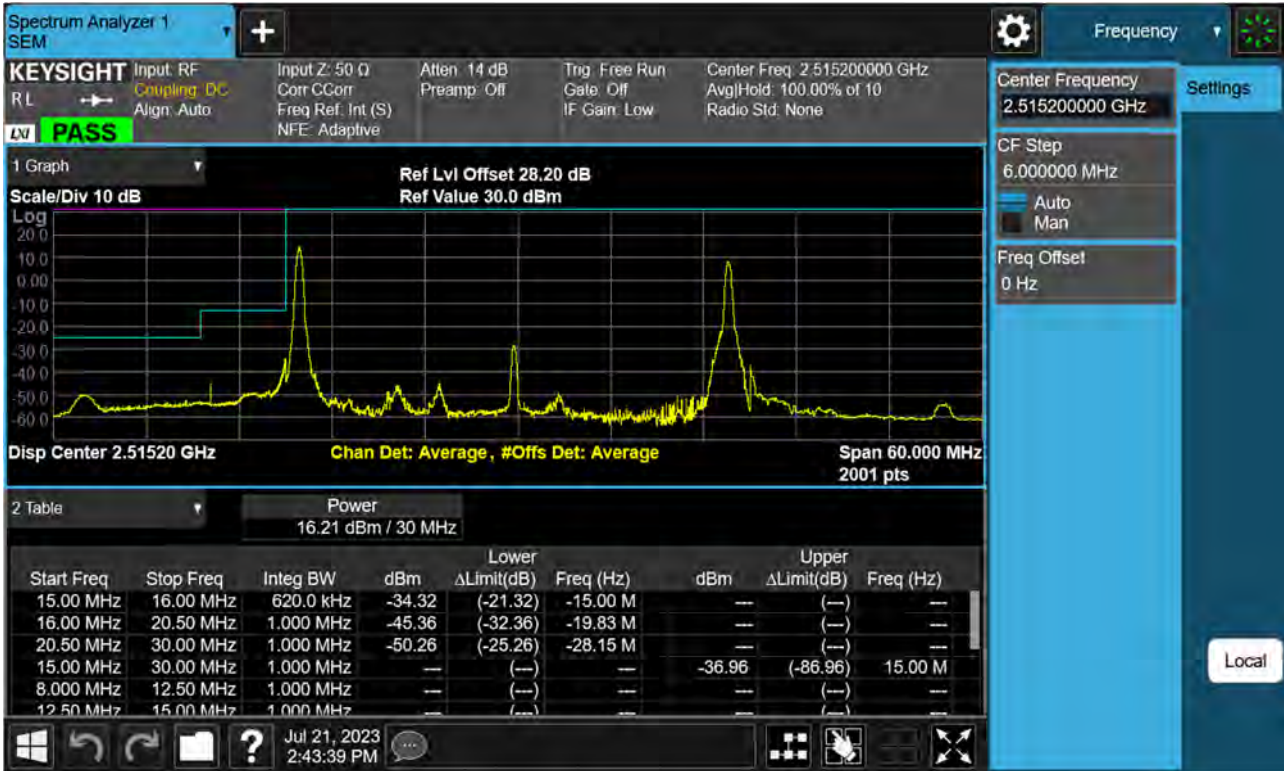 Spectrum Analyzer 1
SEM
+
Frequency
KEYSIGHT
R L
LXI
PASS
Input: RF
Coupling: DC
Align: Auto
Input Z: 50 Ω
Corr CCorr
Freq Ref: Int (S)
NFE: Adaptive
Atten: 14 dB
Preamp: Off
Trig: Free Run
Gate: Off
IF Gain: Low
Center Freq: 2.515200000 GHz
Avg|Hold: 100.00% of 10
Radio Std: None
Center Frequency
2.515200000 GHz
Settings
CF Step
6.000000 MHz
Auto
Man
Freq Offset
0 Hz
Local
1 Graph
Scale/Div 10 dB
Ref Lvl Offset 28.20 dB
Ref Value 30.0 dBm
Log
20.0
10.0
0.00
-10.0
-20.0
-30.0
-40.0
-50.0
-60.0
Disp Center 2.51520 GHz
Chan Det: Average, #Offs Det: Average
Span 60.000 MHz
2001 pts
2 Table
Power
16.21 dBm / 30 MHz
Lower Upper
Start Freq Stop Freq Integ BW dBm ΔLimit(dB) Freq (Hz) dBm ΔLimit(dB) Freq (Hz)
15.00 MHz 16.00 MHz 620.0 kHz -34.32 (-21.32) -15.00 M --- (---) ---
16.00 MHz 20.50 MHz 1.000 MHz -45.36 (-32.36) -19.83 M --- (---) ---
20.50 MHz 30.00 MHz 1.000 MHz -50.26 (-25.26) -28.15 M --- (---) ---
15.00 MHz 30.00 MHz 1.000 MHz --- (---) --- -36.96 (-86.96) 15.00 M
8.000 MHz 12.50 MHz 1.000 MHz --- (---) --- --- (---) ---
12.50 MHz 15.00 MHz 1.000 MHz --- (---) --- --- (---) ---
?
Jul 21, 2023
2:43:39 PM